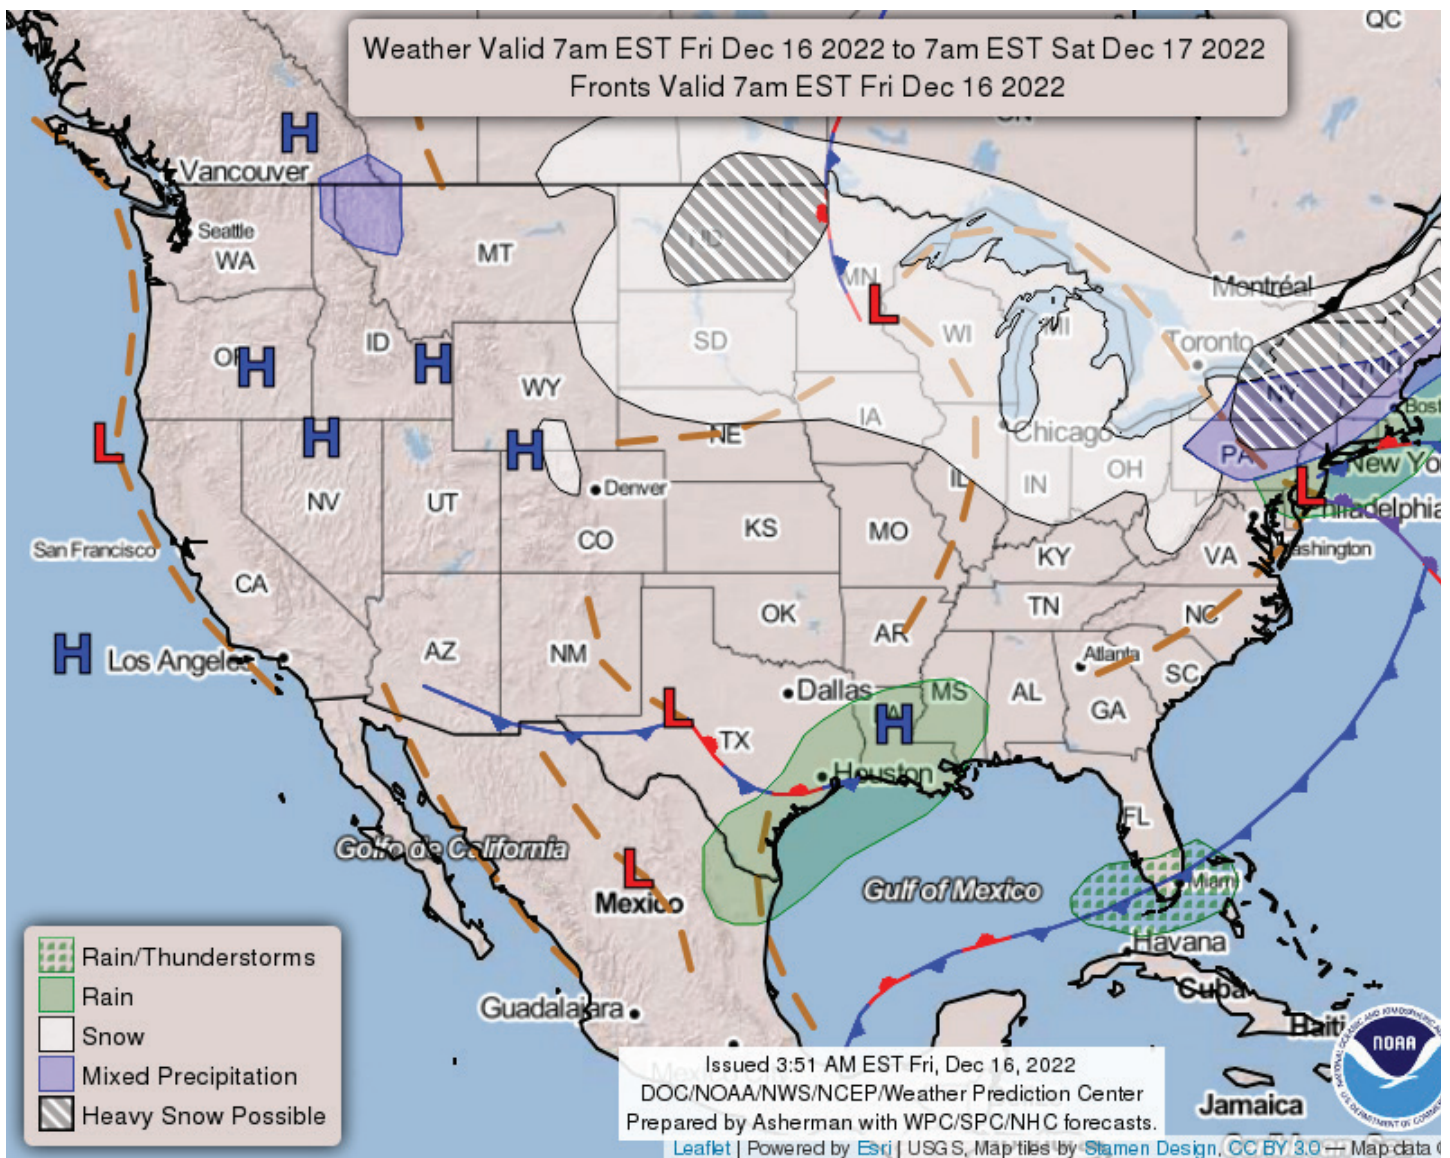 QC
Weather Valid 7am EST Fri Dec 16 2022 to 7am EST Sat Dec 17 2022
Fronts Valid 7am EST Fri Dec 16 2022
ON
H
Vancouver
Seattle
WA
MT
ND
MN
L
Montréal
OR
H
ID
H
WY
SD
WI
MI
Toronto
NY
Boston
L
H
H
NE
IA
Chicago
PA
New Yor
NV
UT
Denver
CO
KS
MO
IL
IN
OH
L
Philadelphia
San Francisco
CA
KY
VA
Washington
H
Los Angeles
AZ
NM
OK
AR
TN
NC
Atlanta
SC
L
Dallas
TX
H
MS
AL
GA
Houston
FL
Golfo de California
L
Mexico
Gulf of Mexico
Miami
Havana
Cuba
Haiti
Guadalajara
Mexico City
Jamaica
Rain/Thunderstorms
Rain
Snow
Mixed Precipitation
Heavy Snow Possible
NOAA
Issued 3:51 AM EST Fri, Dec 16, 2022
DOC/NOAA/NWS/NCEP/Weather Prediction Center
Prepared by Asherman with WPC/SPC/NHC forecasts.
Leaflet | Powered by Esri | USGS, Map tiles by Stamen Design, CC BY 3.0 — Map data ©